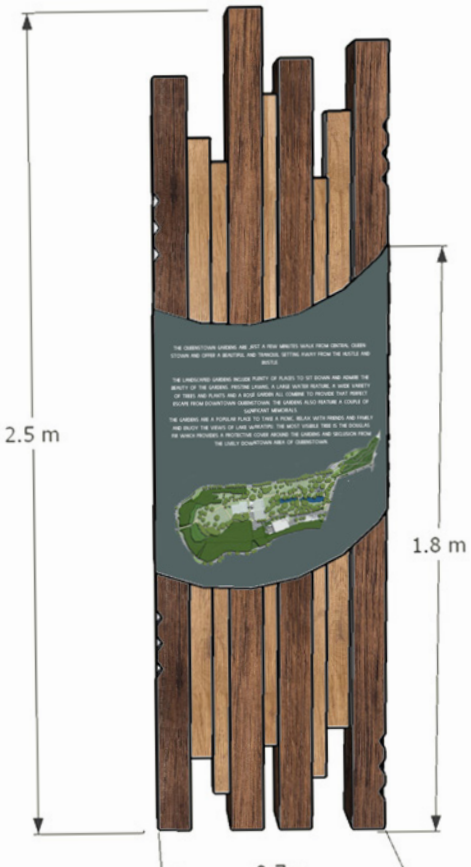 THE QUEENSTOWN GARDENS ARE JUST A FEW MINUTES WALK FROM CENTRAL QUEEN
STOWN AND OFFER A BEAUTIFUL AND TRANQUIL SETTING AWAY FROM THE HUSTLE AND
BUSTLE
THE LANDSCAPED GARDENS INCLUDE PLENTY OF PLACES TO SIT DOWN AND ADMIRE THE
BEAUTY OF THE GARDENS. PRISTINE LAWNS, A LARGE WATER FEATURE, A WIDE VARIETY
OF TREES AND PLANTS AND A ROSE GARDEN ALL COMBINE TO PROVIDE THAT PERFECT
ESCAPE FROM DOWNTOWN QUEENSTOWN. THE GARDENS ALSO FEATURE A COUPLE OF
SIGNIFICANT MEMORIALS.
THE GARDENS ARE A POPULAR PLACE TO TAKE A PICNIC, RELAX WITH FRIENDS AND FAMILY
AND ENJOY THE VIEWS OF LAKE WAKATIPU. THE MOST VISIBLE TREE IS THE DOUGLAS
FIR WHICH PROVIDES A PROTECTIVE COVER AROUND THE GARDENS AND SECLUSION FROM
THE LIVELY DOWNTOWN AREA OF QUEENSTOWN.
2.5 m
1.8 m